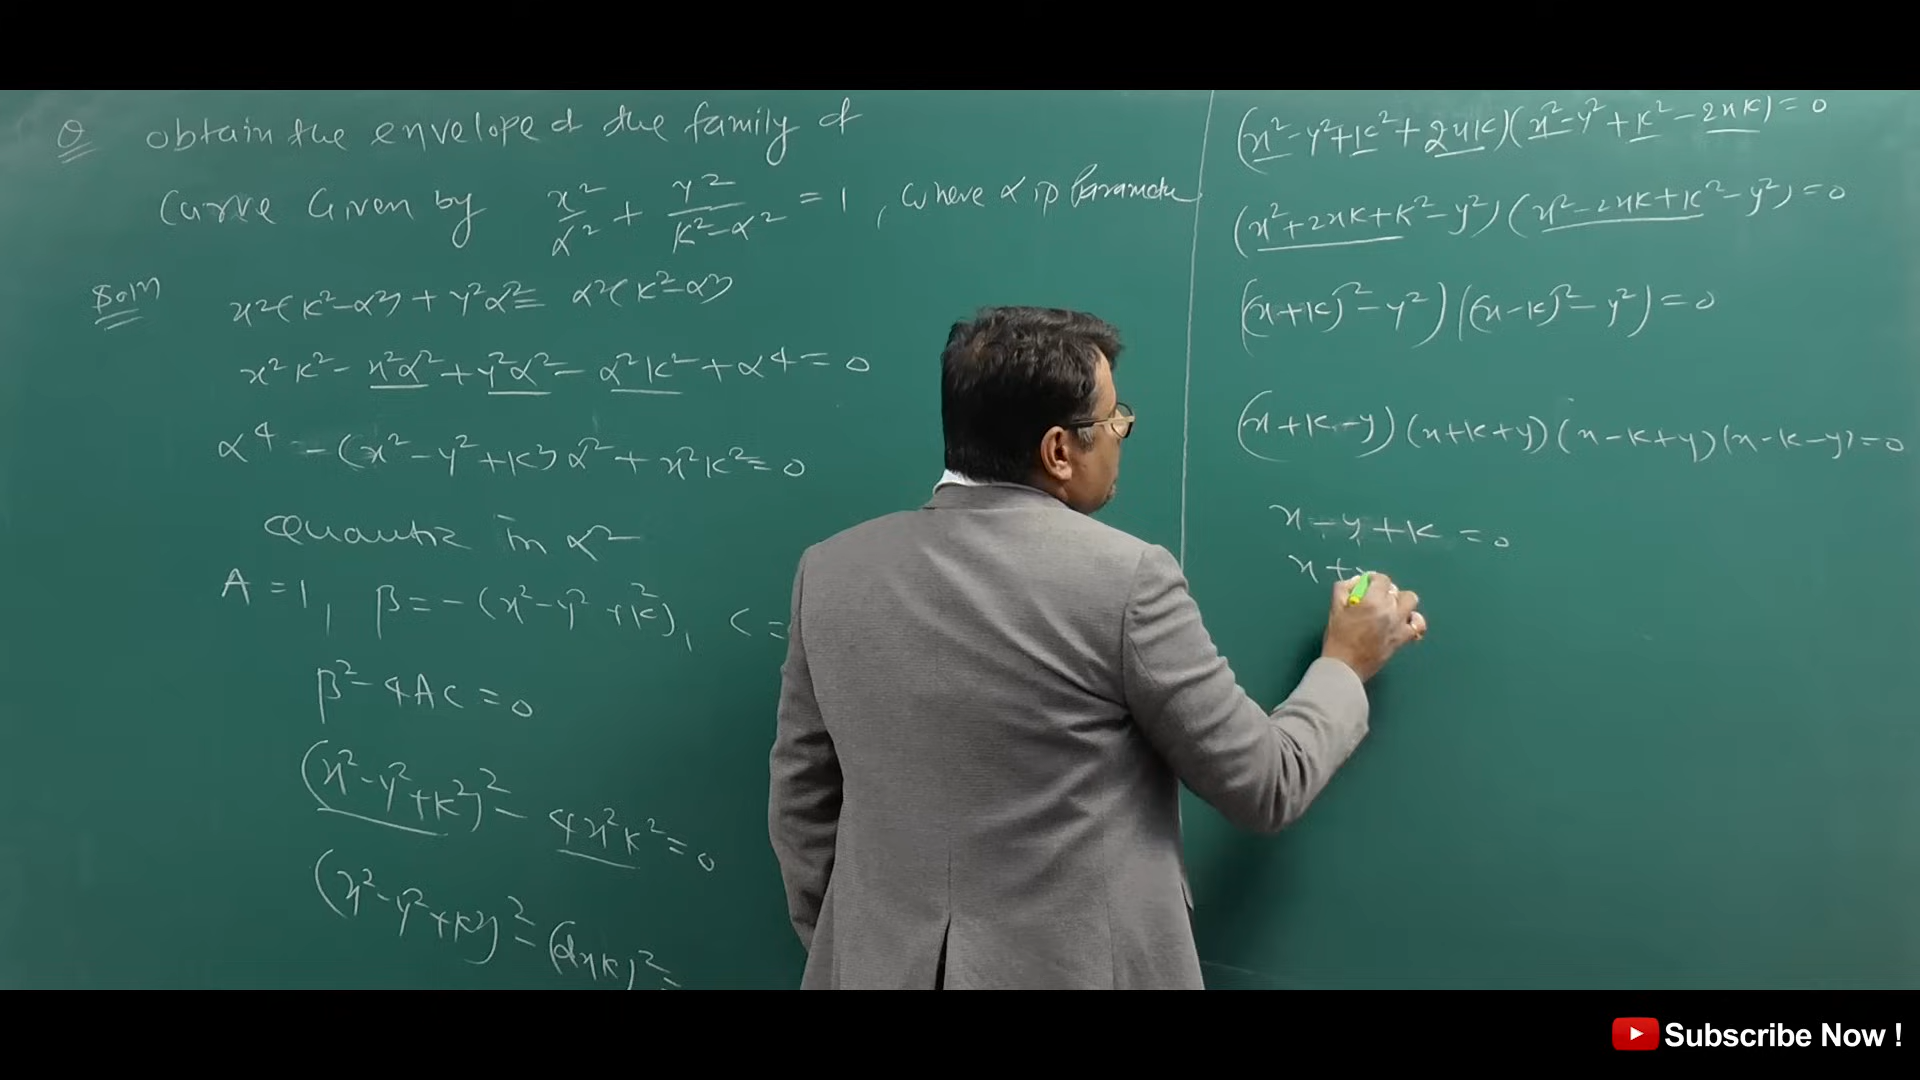 Q obtain the envelope of the family of
Curve Given by x²/α² + y²/(k²-α²) = 1, where α is Parameter
Soln x²(k²-α²) + y²α² = α²(k²-α²)
x²k² - x²α² + y²α² - α²k² + α⁴ = 0
α⁴ - (x² - y² + k²)α² + x²k² = 0
in α²
A = 1, B = -(x² - y² + k²), C =
B² - 4AC = 0
(x² - y² + k²)² - 4x²k² = 0
(x² - y² + k²)² - (2xk)² =
(x² - y² + k² + 2xk)(x² - y² + k² - 2xk) = 0
(x² + 2xk + k² - y²)(x² - 2xk + k² - y²) = 0
((x+k)² - y²)((x-k)² - y²) = 0
(x+k-y)(x+k+y)(x-k+y)(x-k-y) = 0
x - y + k = 0
x +
Subscribe Now !